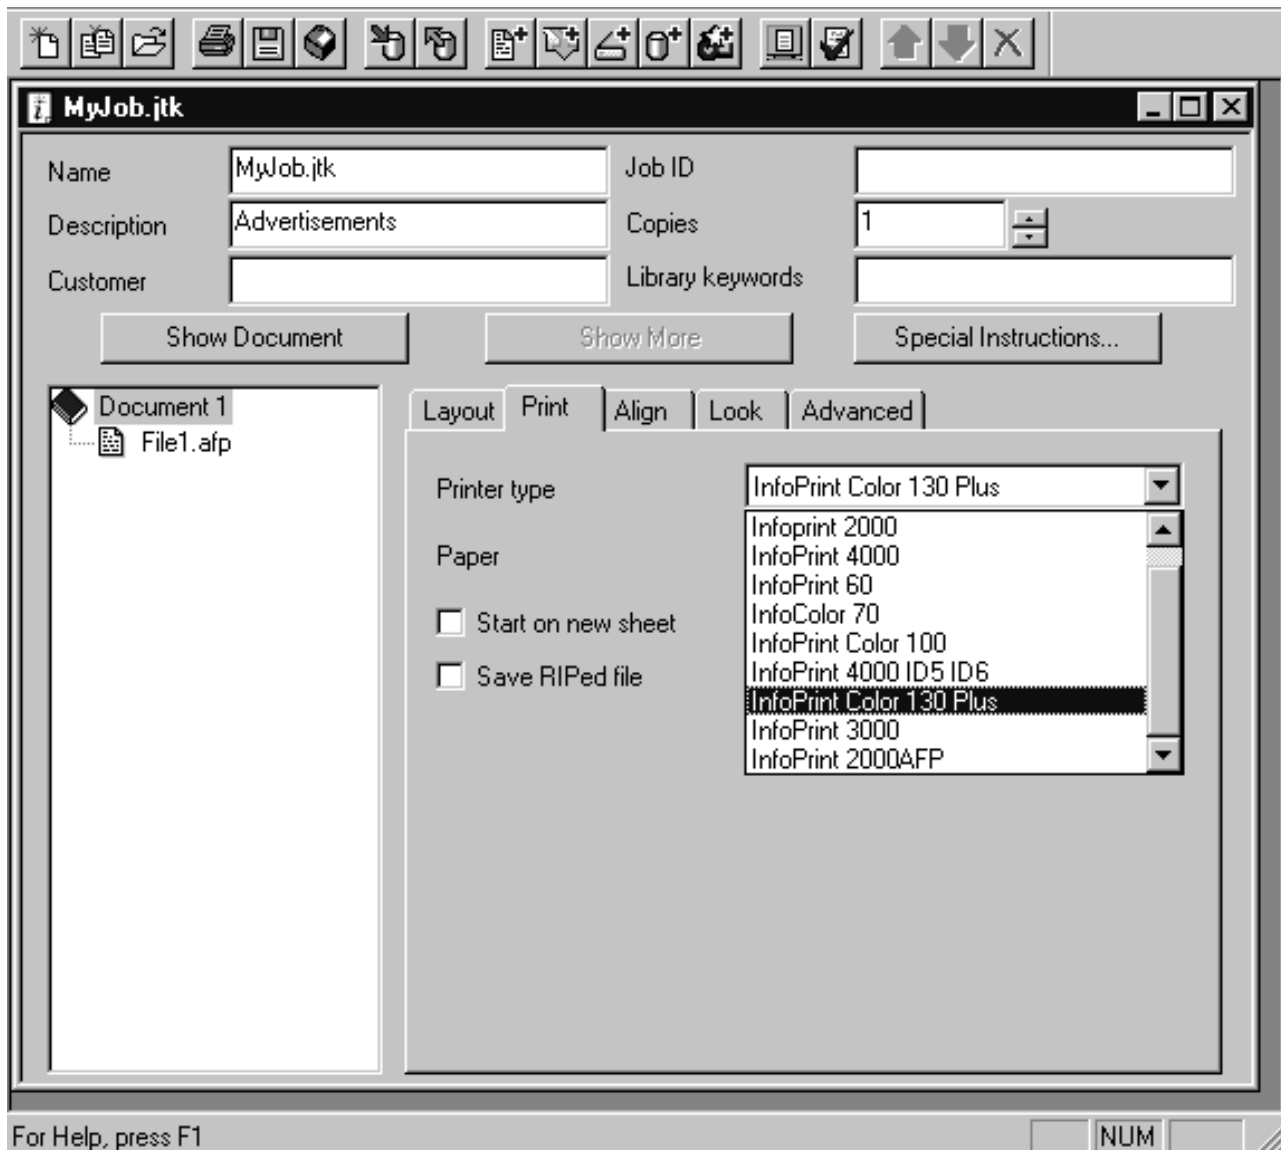 MyJob.jtk
Name
MyJob.jtk
Job ID
Description
Advertisements
Copies
1
Customer
Library keywords
Show Document
Show More
Special Instructions...
Document 1
File1.afp
Layout
Print
Align
Look
Advanced
Printer type
InfoPrint Color 130 Plus
Infoprint 2000
InfoPrint 4000
InfoPrint 60
InfoColor 70
InfoPrint Color 100
InfoPrint 4000 ID5 ID6
InfoPrint Color 130 Plus
InfoPrint 3000
InfoPrint 2000AFP
Paper
Start on new sheet
Save RIPed file
For Help, press F1
NUM